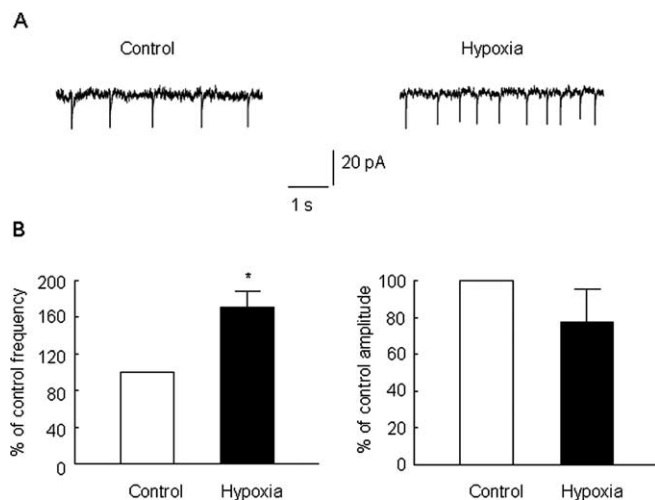 A
Control
Hypoxia
20 pA
1 s
B
% of control frequency
200
160
120
80
40
0
*
Control
Hypoxia
% of control amplitude
100
80
60
40
20
0
Control
Hypoxia